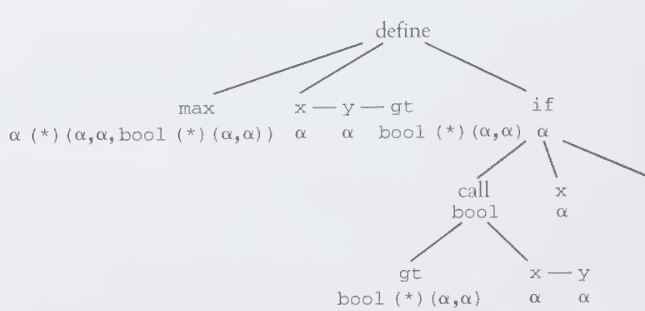 define
max x — y — gt if
α (*) (α,α,bool (*) (α,α)) α α bool (*) (α,α) α
call x
bool α
gt x — y
bool (*) (α,α) α α